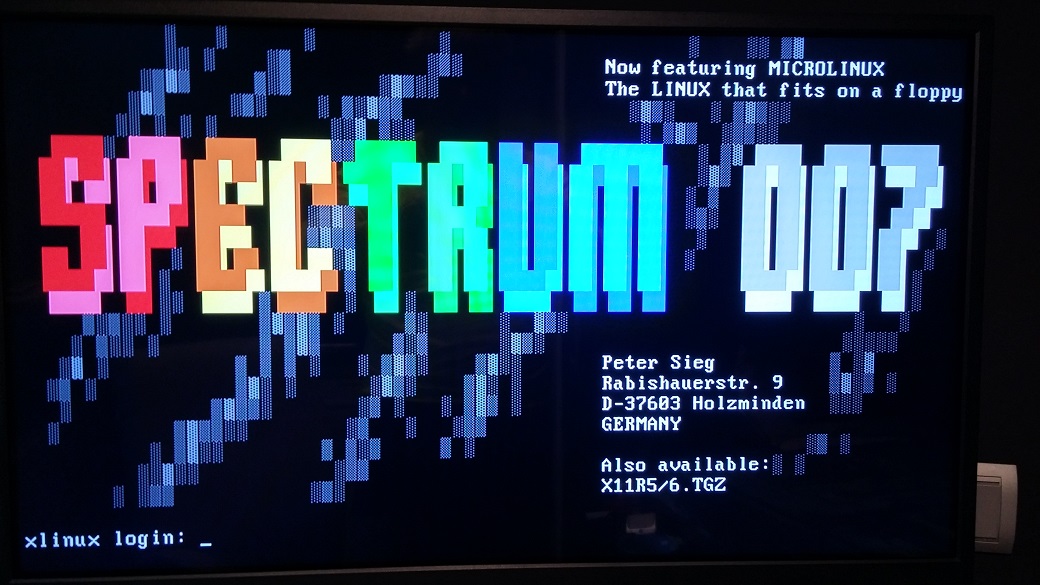 Now featuring MICROLINUX
The LINUX that fits on a floppy
SPECTRUM 007
Peter Sieg
Rabishauerstr. 9
D-37603 Holzminden
GERMANY
Also available:
X11R5/6.TGZ
xlinux login: _